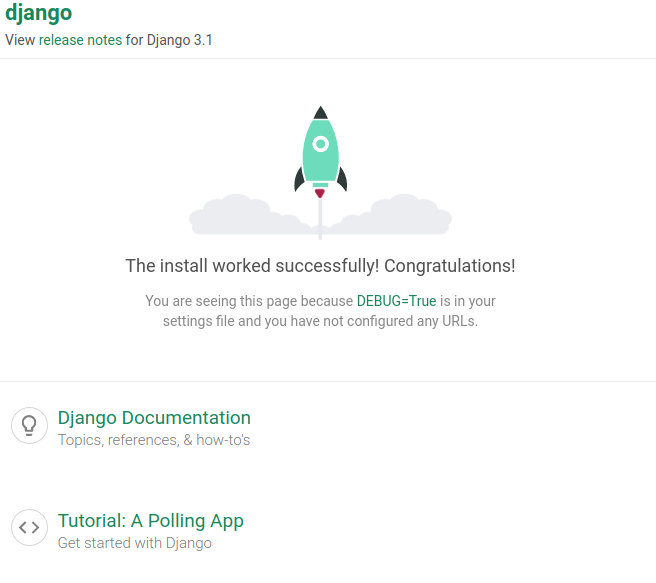 django
View release notes for Django 3.1
The install worked successfully! Congratulations!
You are seeing this page because DEBUG=True is in your
settings file and you have not configured any URLs.
Django Documentation
Topics, references, & how-to’s
Tutorial: A Polling App
Get started with Django